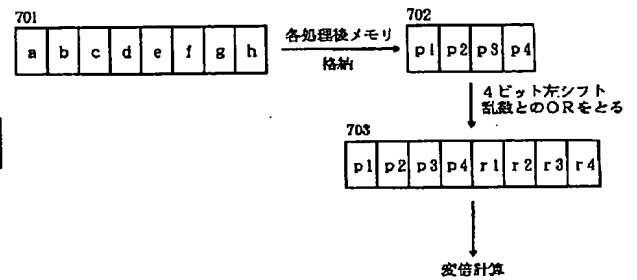 701
a b c d e f g h
各処理後メモリ
格納
702
p1 p2 p3 p4
4ビット左シフト
乱数とのORをとる
703
p1 p2 p3 p4 r1 r2 r3 r4
変倍計算